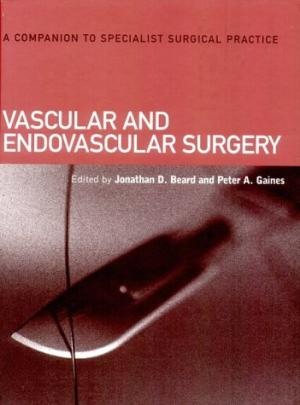 A COMPANION TO SPECIALIST SURGICAL PRACTICE
VASCULAR AND
ENDOVASCULAR SURGERY
Edited by Jonathan D. Beard and Peter A. Gaines